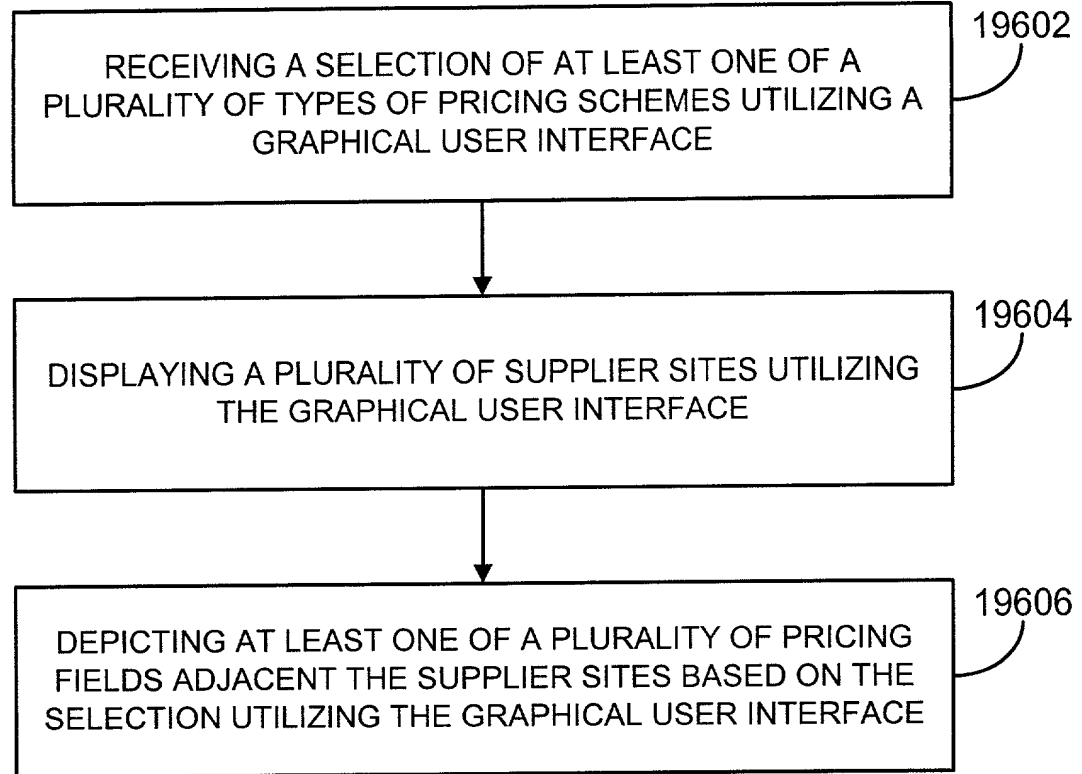 19602
RECEIVING A SELECTION OF AT LEAST ONE OF A
PLURALITY OF TYPES OF PRICING SCHEMES UTILIZING A
GRAPHICAL USER INTERFACE
19604
DISPLAYING A PLURALITY OF SUPPLIER SITES UTILIZING
THE GRAPHICAL USER INTERFACE
19606
DEPICTING AT LEAST ONE OF A PLURALITY OF PRICING
FIELDS ADJACENT THE SUPPLIER SITES BASED ON THE
SELECTION UTILIZING THE GRAPHICAL USER INTERFACE